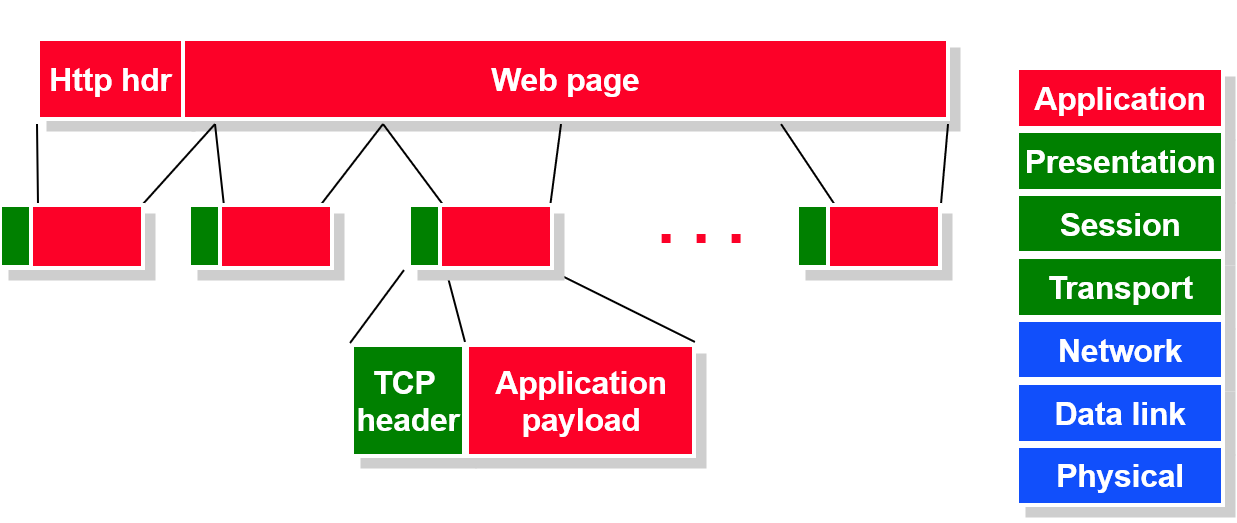 Http hdr
Web page
. . .
TCP
header
Application
payload
Application
Presentation
Session
Transport
Network
Data link
Physical